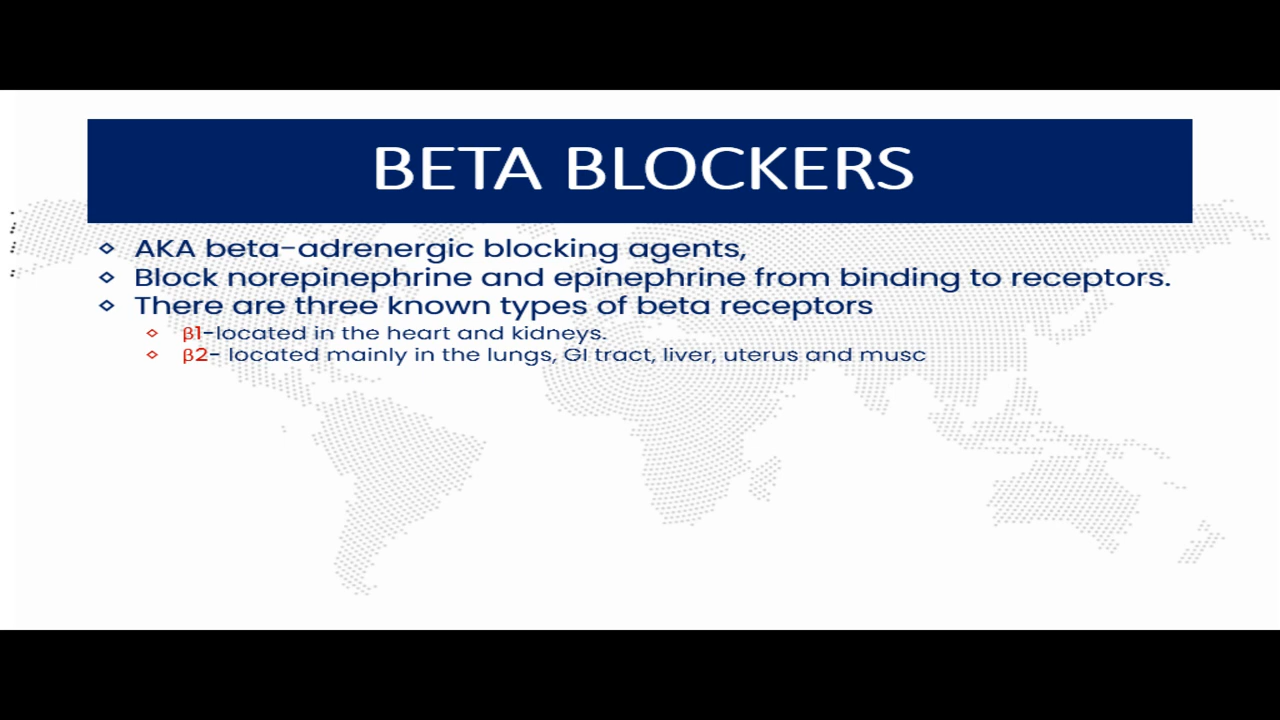 BETA BLOCKERS
AKA beta-adrenergic blocking agents,
Block norepinephrine and epinephrine from binding to receptors.
There are three known types of beta receptors
β1-located in the heart and kidneys.
β2- located mainly in the lungs, GI tract, liver, uterus and musc